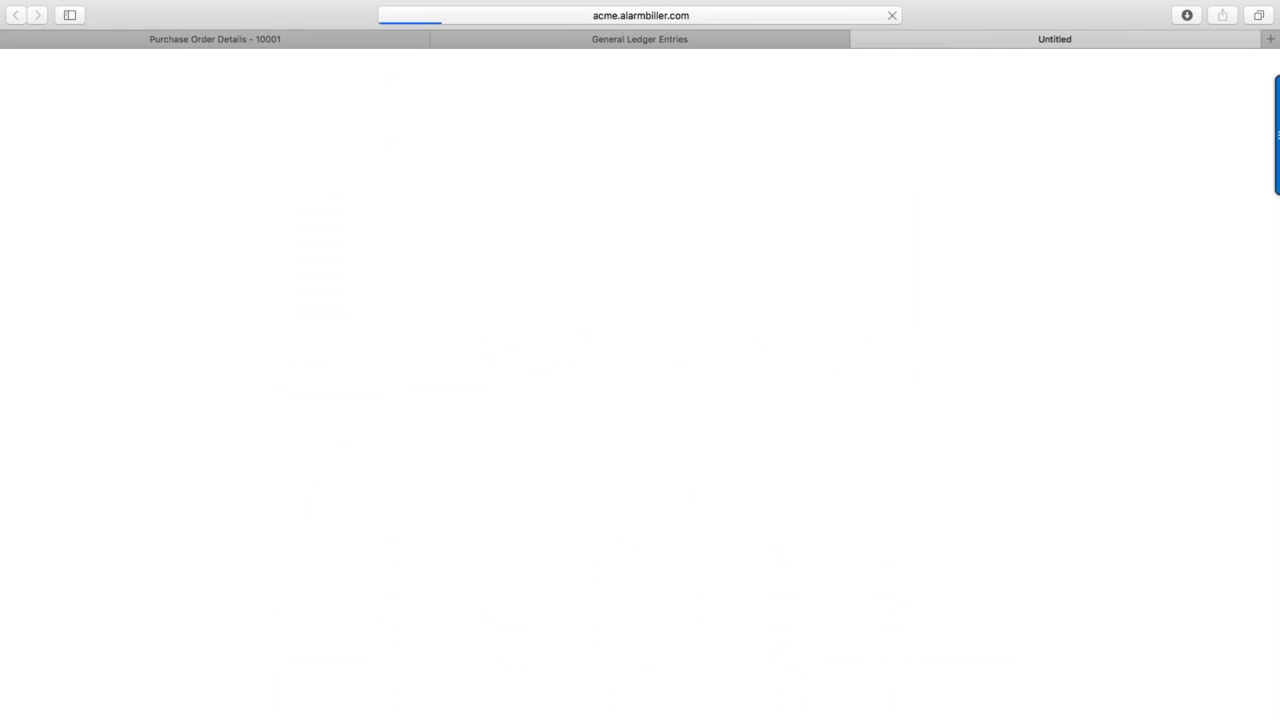 acme.alarmbiller.com
Purchase Order Details - 10001
General Ledger Entries
Untitled